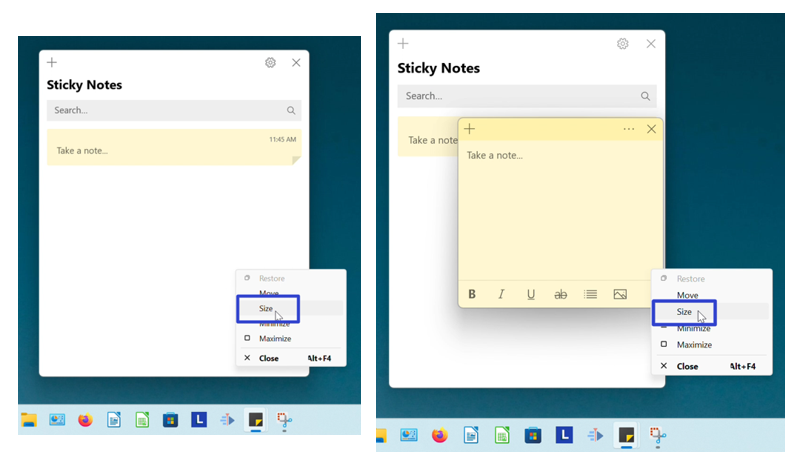 Sticky Notes
Search...
11:45 AM
Take a note...
Restore
Move
Size
Minimize
Maximize
Close Alt+F4
L
Sticky Notes
Search...
Take a note
Take a note...
B I U ab
Restore
Move
Size
Minimize
Maximize
Close Alt+F4
L